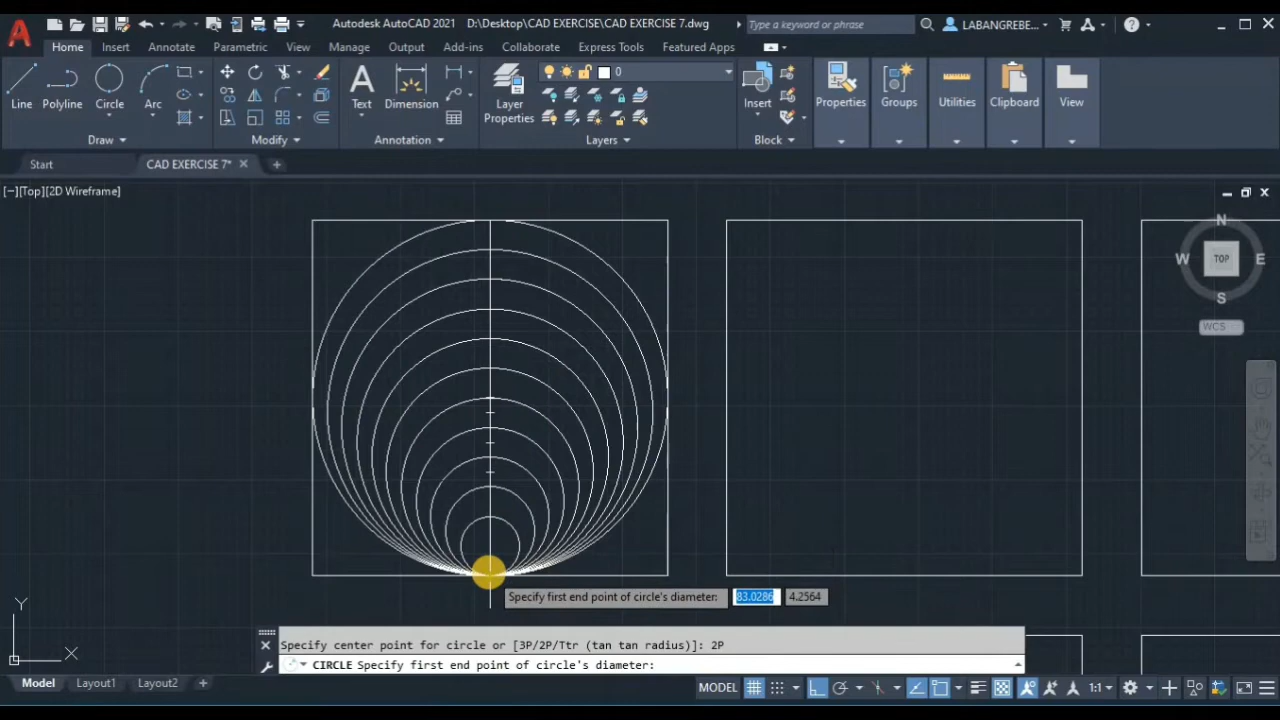 Autodesk AutoCAD 2021 D:\Desktop\CAD EXERCISE\CAD EXERCISE 7.dwg
Type a keyword or phrase
LABANGREBE...
Home Insert Annotate Parametric View Manage Output Add-ins Collaborate Express Tools Featured Apps
Line Polyline Circle Arc
Text Dimension
Layer Properties
0
Insert
Properties Groups Utilities Clipboard View
Draw Modify Annotation Layers Block
Start CAD EXERCISE 7*
[−][Top][2D Wireframe]
N
W TOP E
S
WCS
Specify first end point of circle's diameter: 83.0286 4.2564
Y
X
Specify center point for circle or [3P/2P/Ttr (tan tan radius)]: 2P
CIRCLE Specify first end point of circle's diameter:
Model Layout1 Layout2
MODEL 1:1